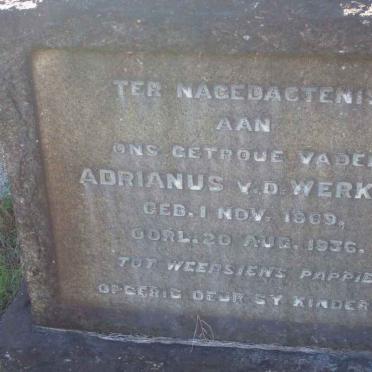 TER NAGEDACTENIS
AAN
ONS GETROUE VADER
ADRIANUS V.D. WERK
GEB. 1 NOV. 1869,
OORL. 20 AUG. 1936.
TOT WEERSIENS PAPPIE
OPGERIG DEUR SY KINDER